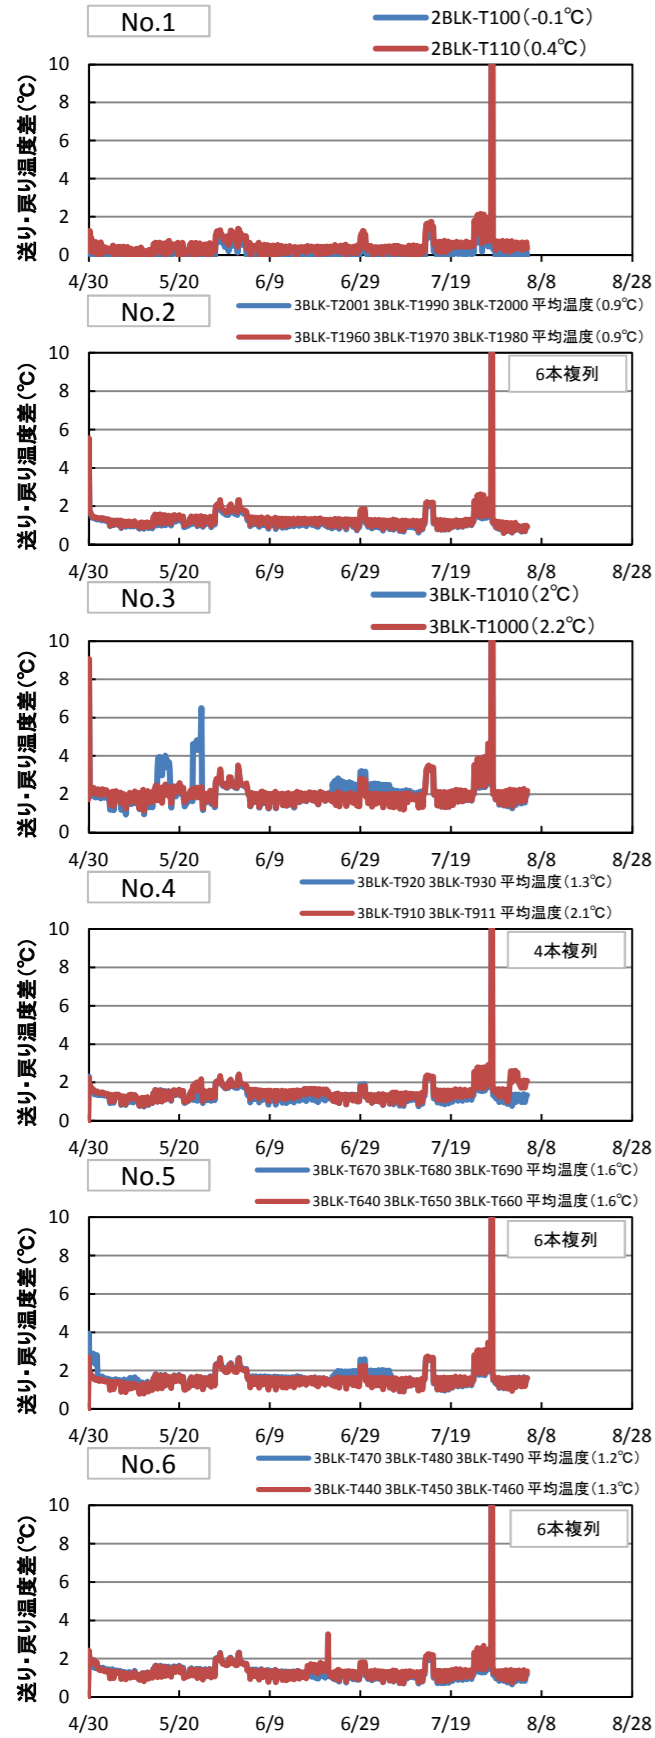 No.1
2BLK-T100(-0.1℃)
2BLK-T110(0.4℃)
送り・戻り温度差(℃)
10
8
6
4
2
0
4/30 5/20 6/9 6/29 7/19 8/8 8/28
No.2
3BLK-T2001 3BLK-T1990 3BLK-T2000 平均温度(0.9℃)
3BLK-T1960 3BLK-T1970 3BLK-T1980 平均温度(0.9℃)
6本複列
送り・戻り温度差(℃)
10
8
6
4
2
0
4/30 5/20 6/9 6/29 7/19 8/8 8/28
No.3
3BLK-T1010(2℃)
3BLK-T1000(2.2℃)
送り・戻り温度差(℃)
10
8
6
4
2
0
4/30 5/20 6/9 6/29 7/19 8/8 8/28
No.4
3BLK-T920 3BLK-T930 平均温度(1.3℃)
3BLK-T910 3BLK-T911 平均温度(2.1℃)
4本複列
送り・戻り温度差(℃)
10
8
6
4
2
0
4/30 5/20 6/9 6/29 7/19 8/8 8/28
No.5
3BLK-T670 3BLK-T680 3BLK-T690 平均温度(1.6℃)
3BLK-T640 3BLK-T650 3BLK-T660 平均温度(1.6℃)
6本複列
送り・戻り温度差(℃)
10
8
6
4
2
0
4/30 5/20 6/9 6/29 7/19 8/8 8/28
No.6
3BLK-T470 3BLK-T480 3BLK-T490 平均温度(1.2℃)
3BLK-T440 3BLK-T450 3BLK-T460 平均温度(1.3℃)
6本複列
送り・戻り温度差(℃)
10
8
6
4
2
0
4/30 5/20 6/9 6/29 7/19 8/8 8/28